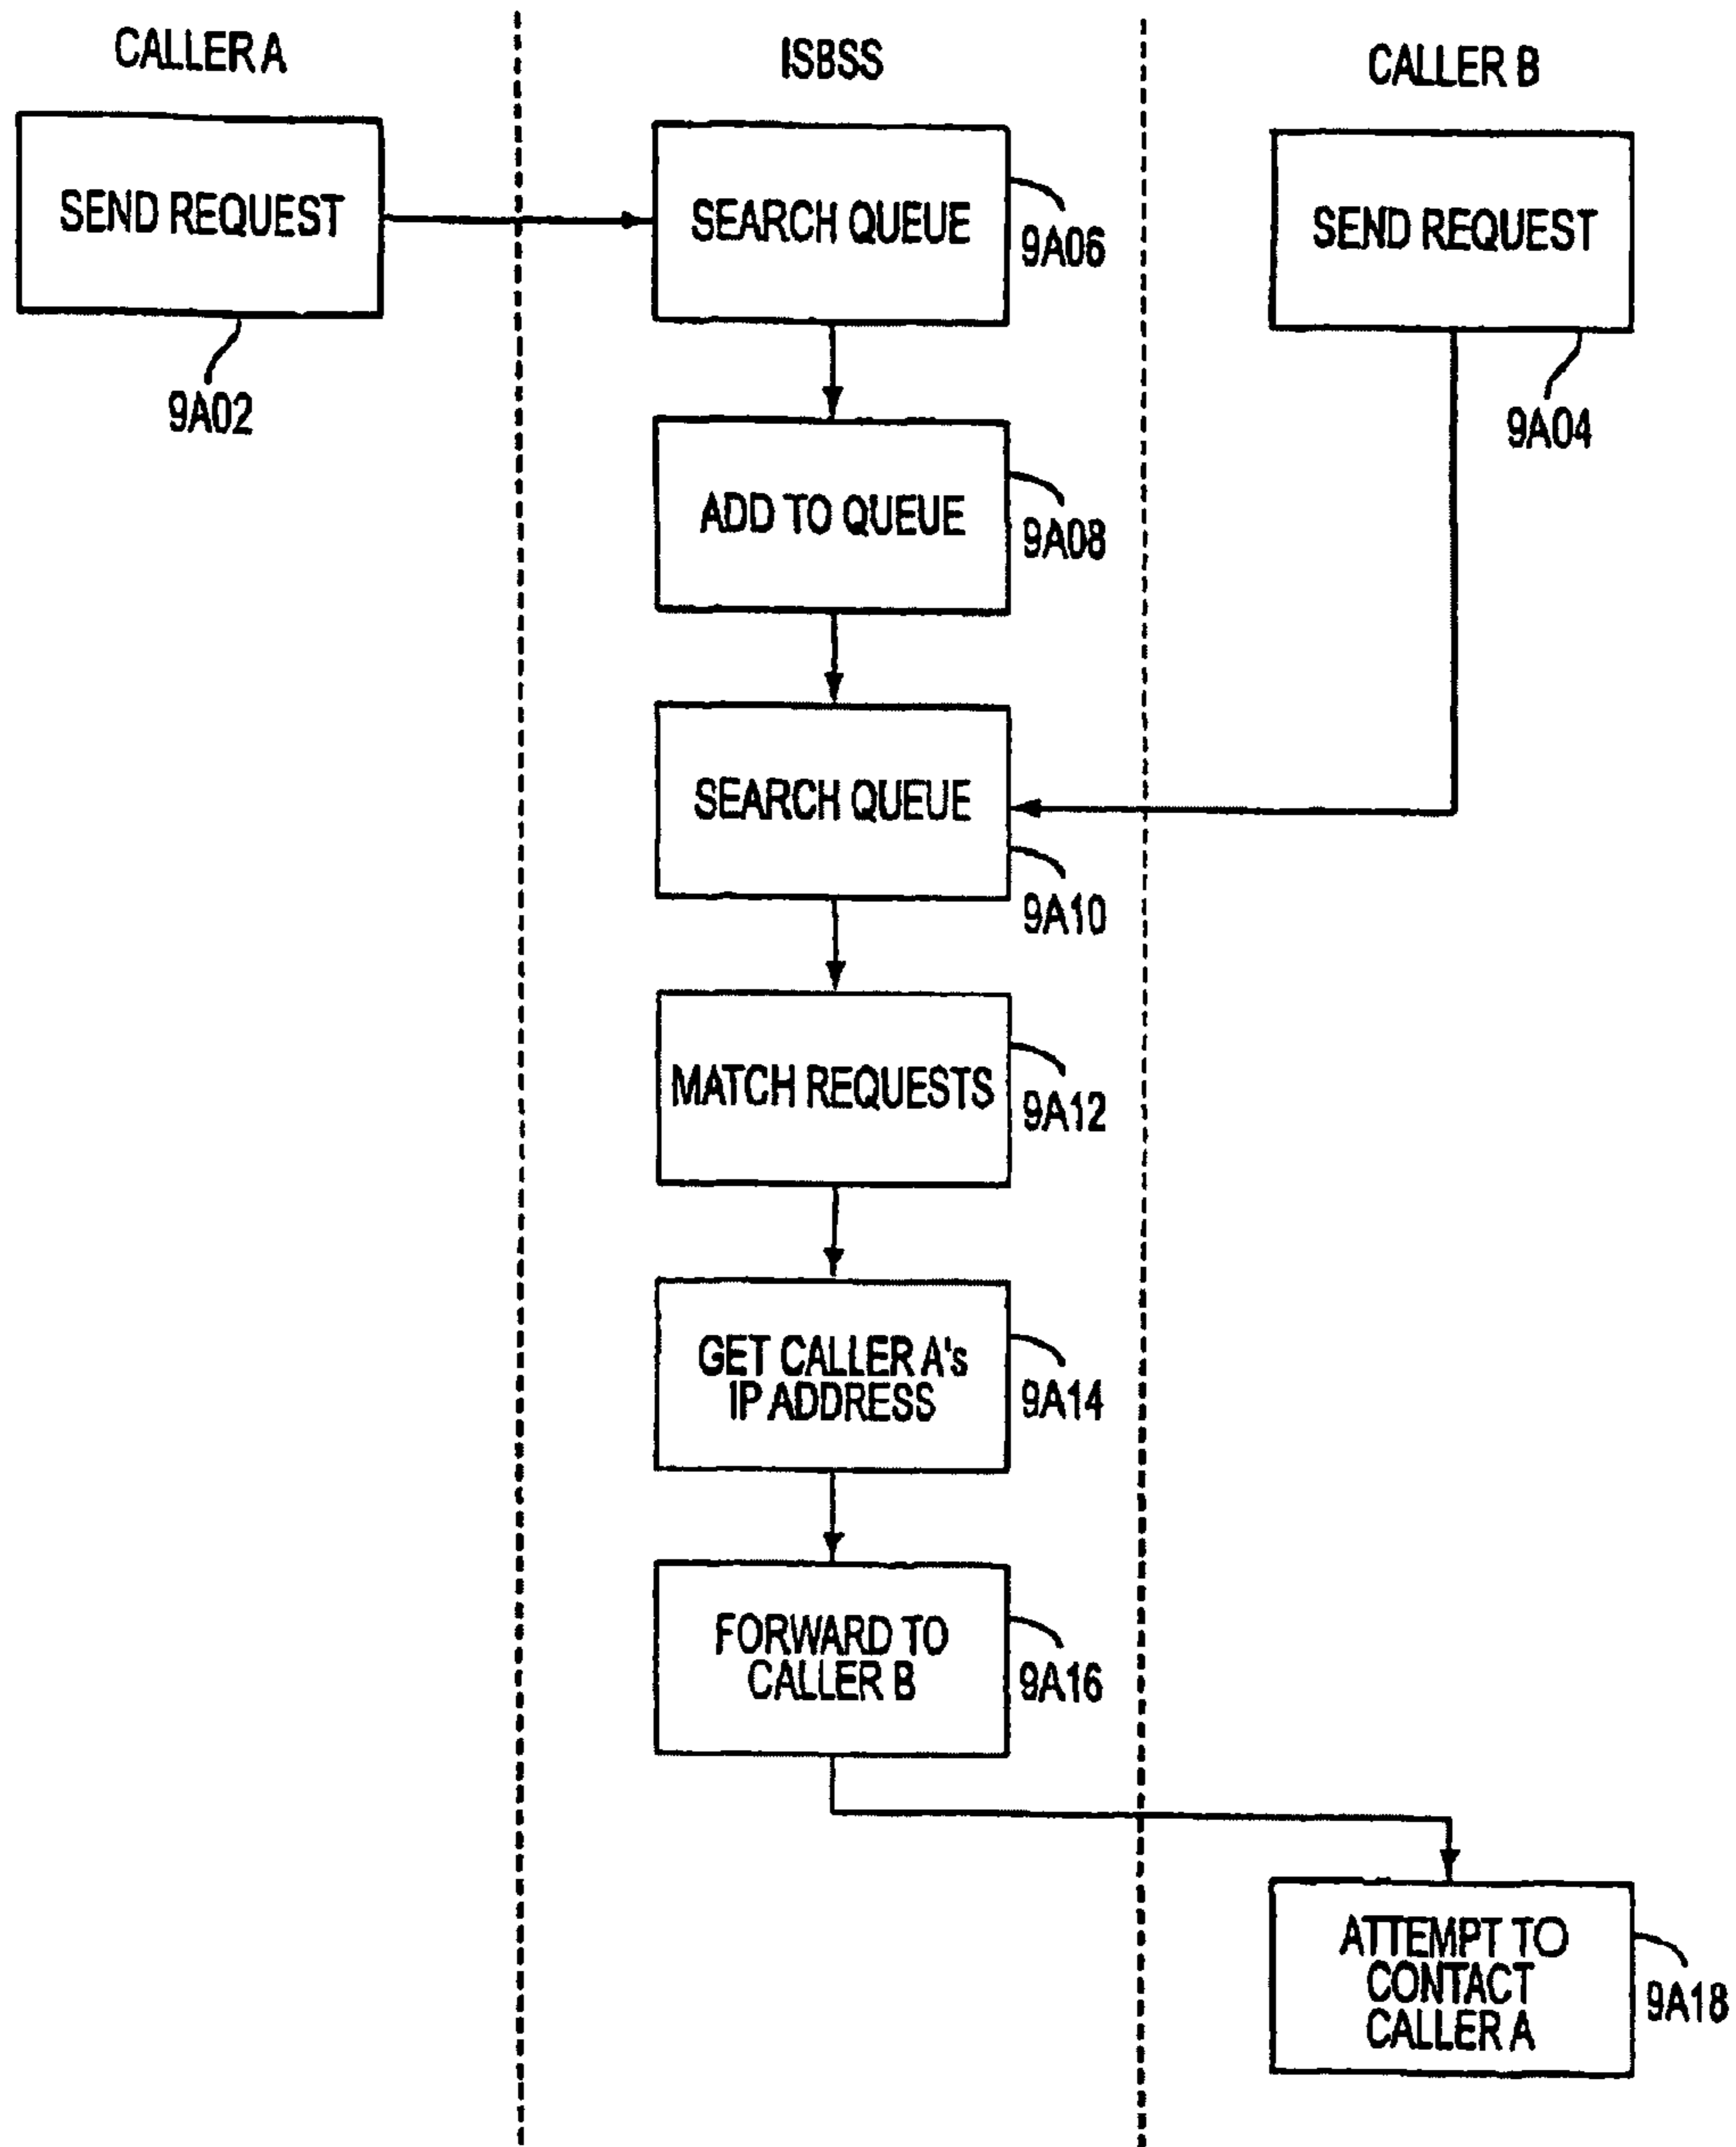 CALLER A
ISBSS
CALLER B
SEND REQUEST
9A02
SEARCH QUEUE
9A06
SEND REQUEST
9A04
ADD TO QUEUE
9A08
SEARCH QUEUE
9A10
MATCH REQUESTS
9A12
GET CALLER A's
IP ADDRESS
9A14
FORWARD TO
CALLER B
9A16
ATTEMPT TO
CONTACT
CALLER A
9A18